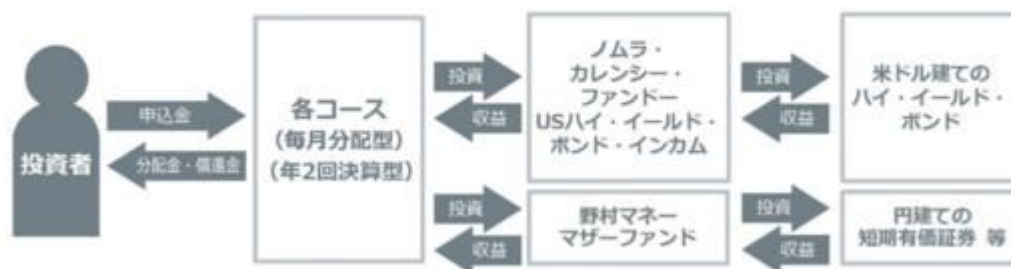 投資者
申込金
分配金・償還金
各コース
（毎月分配型）
（年2回決算型）
投資
収益
ノムラ・
カレンシー・
ファンドー
USハイ・イールド・
ボンド・インカム
投資
収益
米ドル建ての
ハイ・イールド・
ボンド
投資
収益
野村マネー
マザーファンド
投資
収益
円建ての
短期有価証券 等